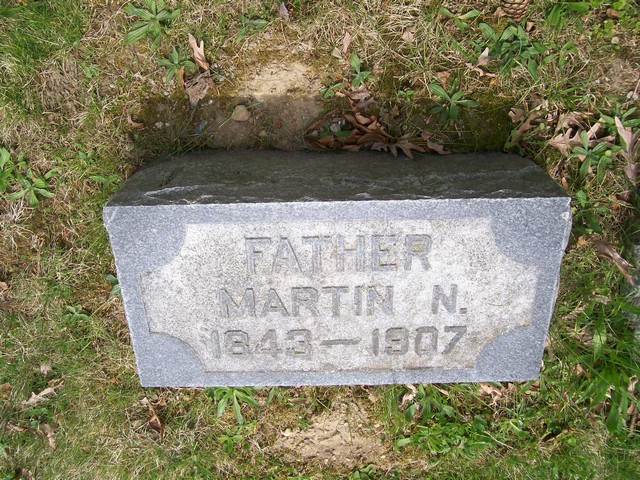 FATHER
MARTIN N.
1843—1907